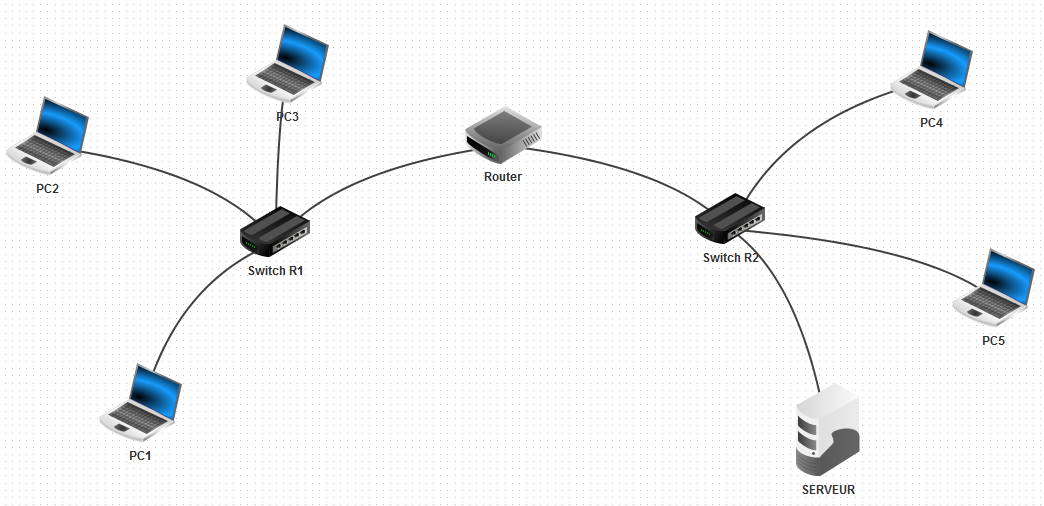 PC3
PC4
Router
PC2
Switch R1
Switch R2
PC5
PC1
SERVEUR